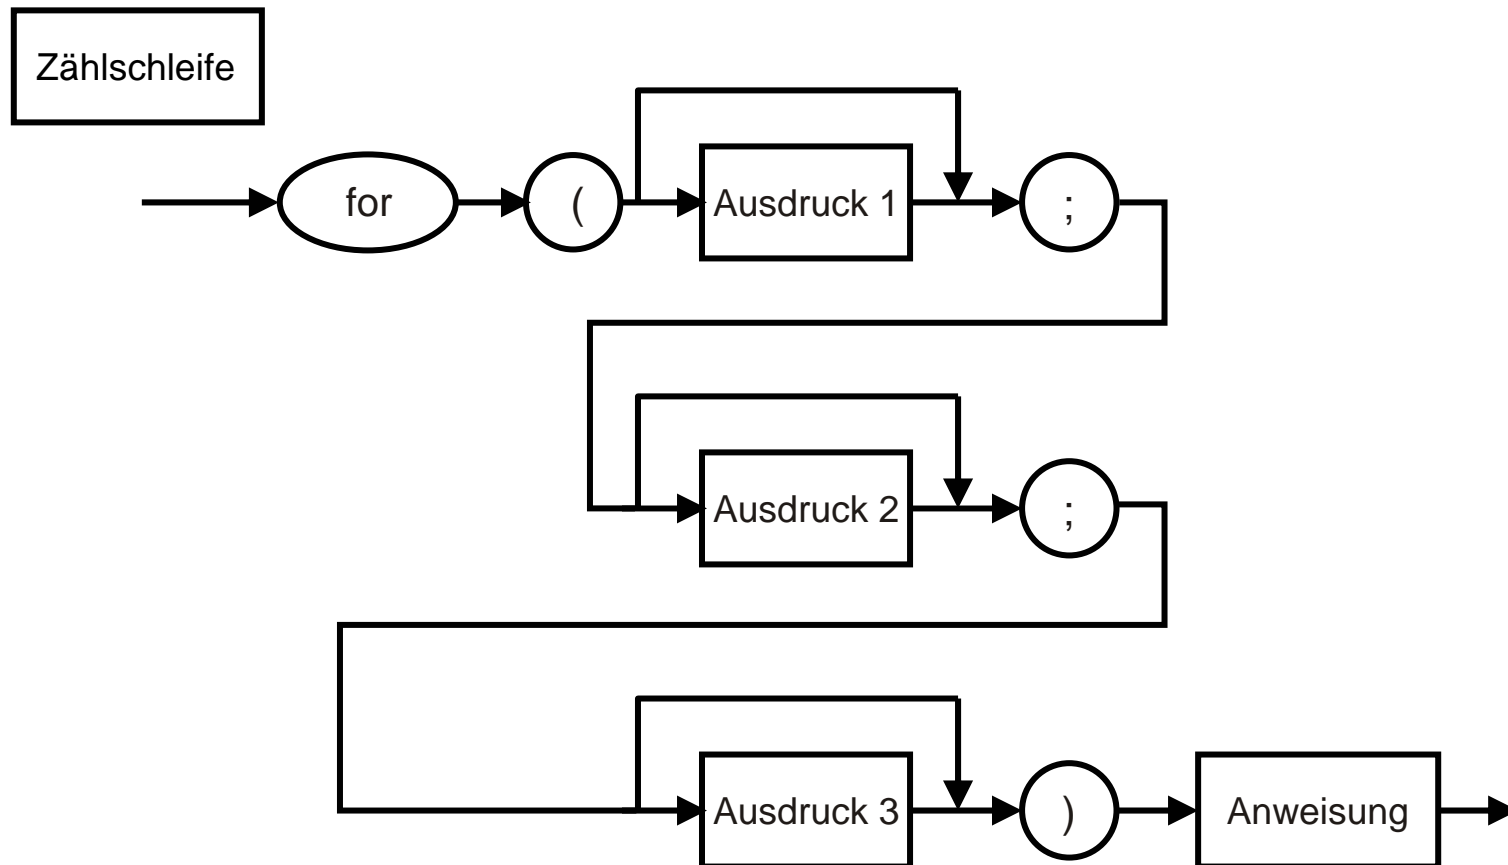 Zählschleife
for ( Ausdruck 1 ;
Ausdruck 2 ;
Ausdruck 3 ) Anweisung